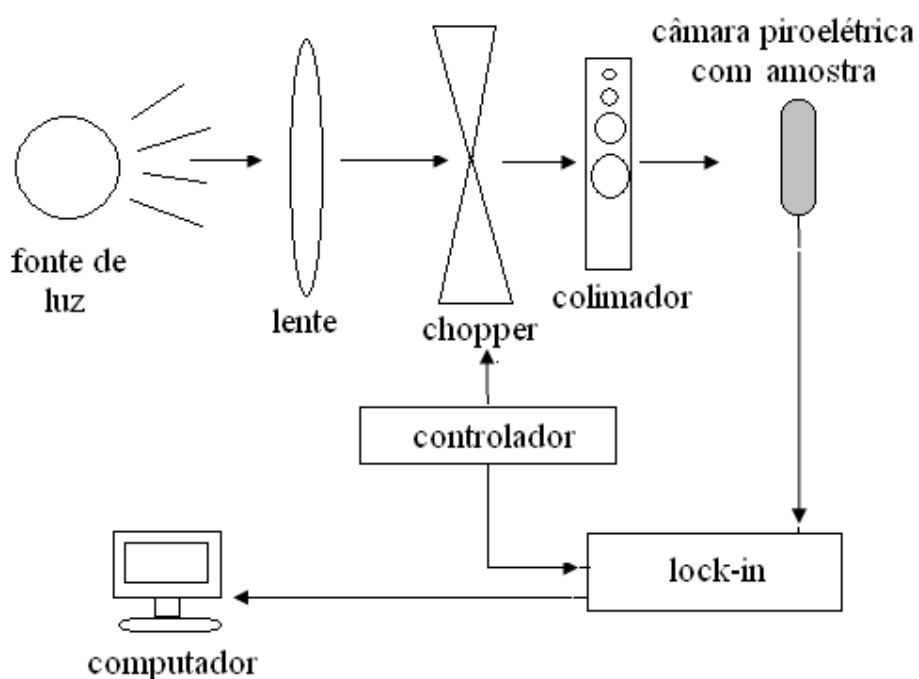 câmara piroelétrica
com amostra
fonte de
luz
lente
chopper
colimador
controlador
lock-in
computador